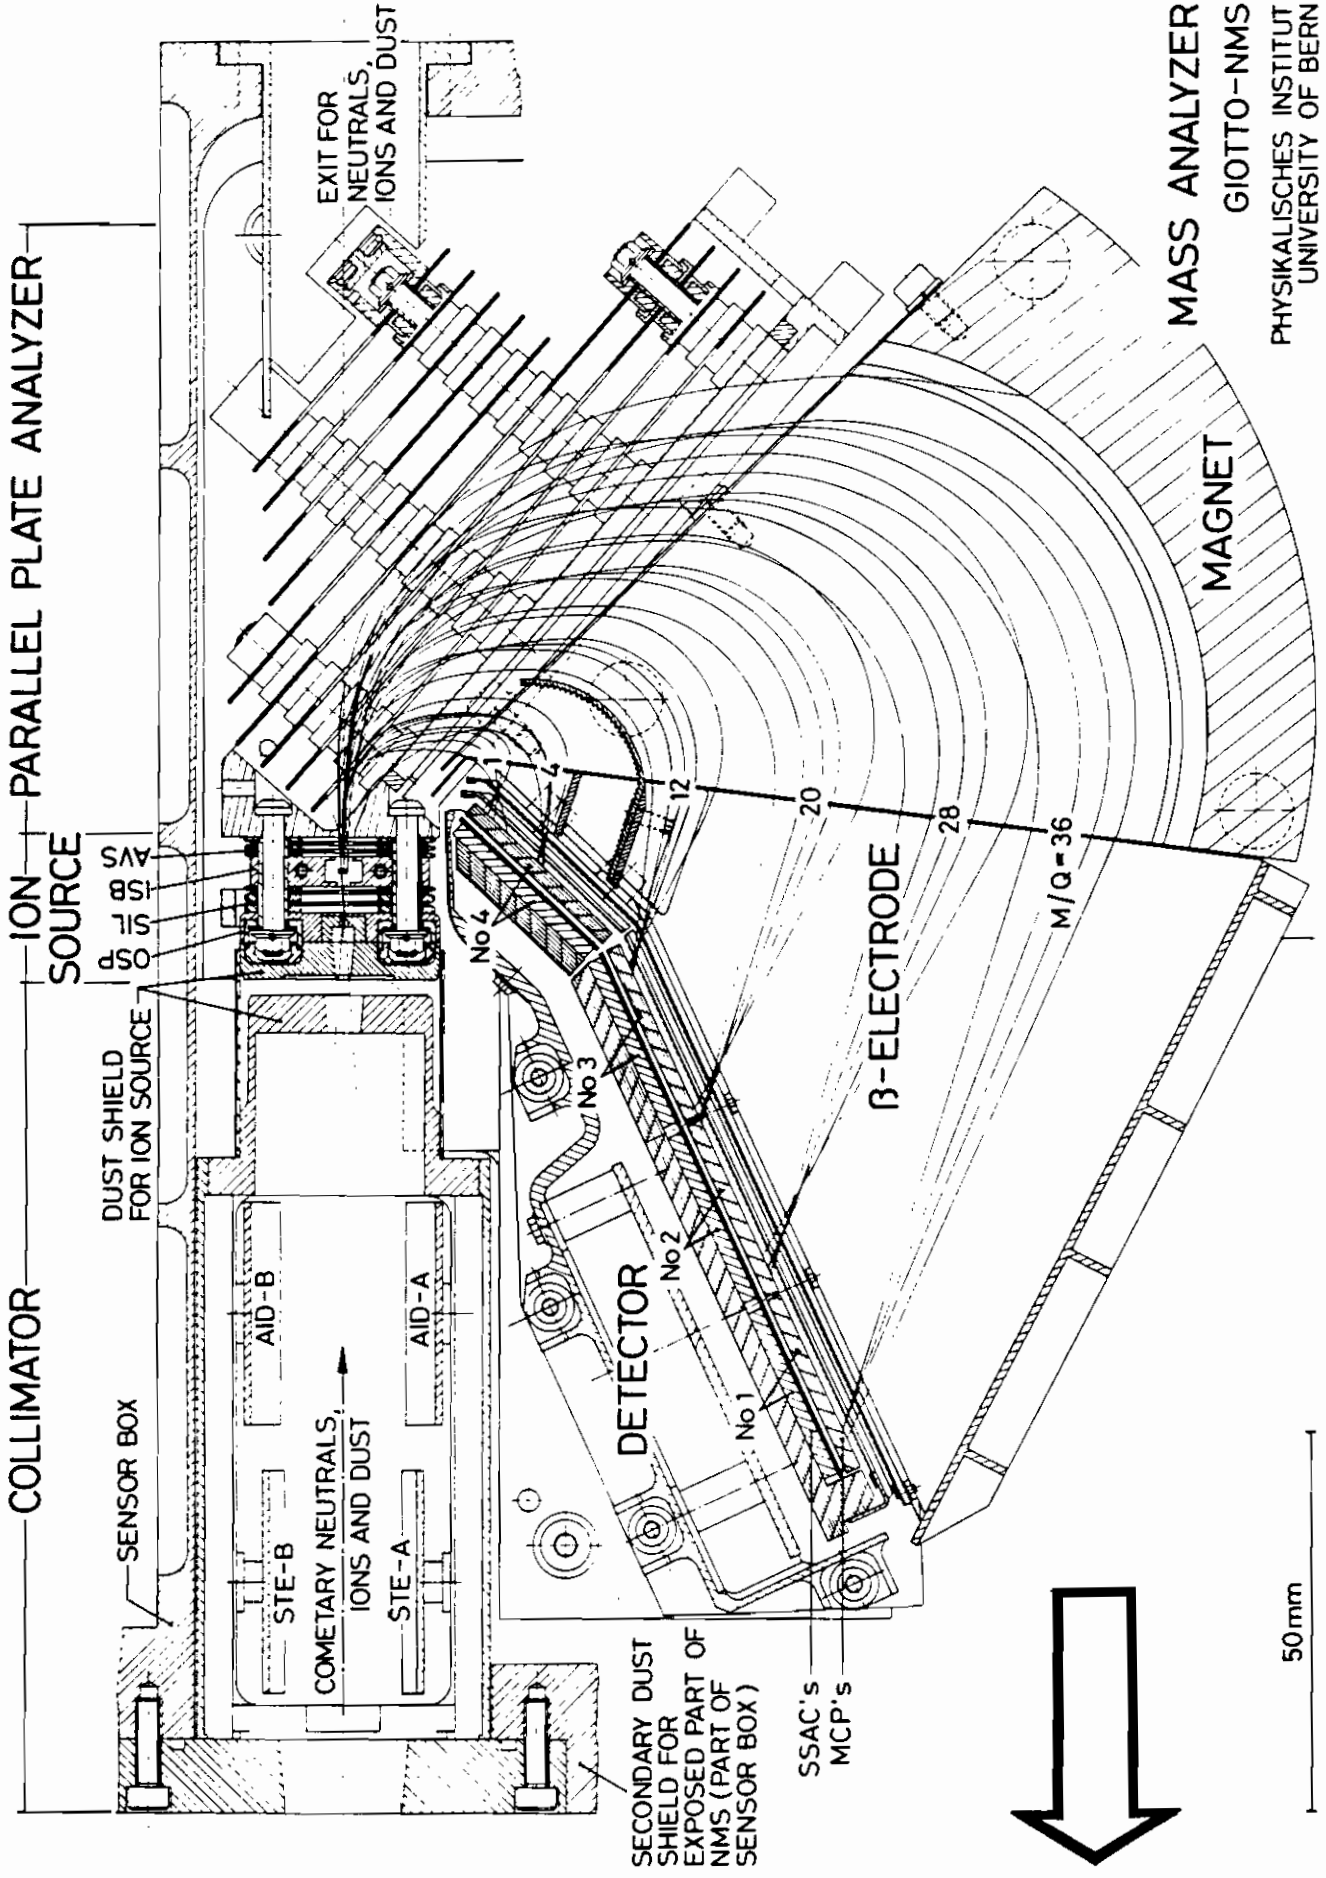 COLLIMATOR
ION
SOURCE
PARALLEL PLATE ANALYZER
SENSOR BOX
DUST SHIELD
FOR ION SOURCE
OSP
SIL
ISB
AVS
EXIT FOR
NEUTRALS,
IONS AND DUST
STE-B
AID-B
COMETARY NEUTRALS,
IONS AND DUST
STE-A
AID-A
SECONDARY DUST
SHIELD FOR
EXPOSED PART OF
NMS (PART OF
SENSOR BOX)
SSAC's
MCP's
DETECTOR
No 1
No 2
No 3
No 4
1
4
12
20
28
M/Q=36
β-ELECTRODE
MAGNET
50mm
MASS ANALYZER
GIOTTO-NMS
PHYSIKALISCHES INSTITUT
UNIVERSITY OF BERN